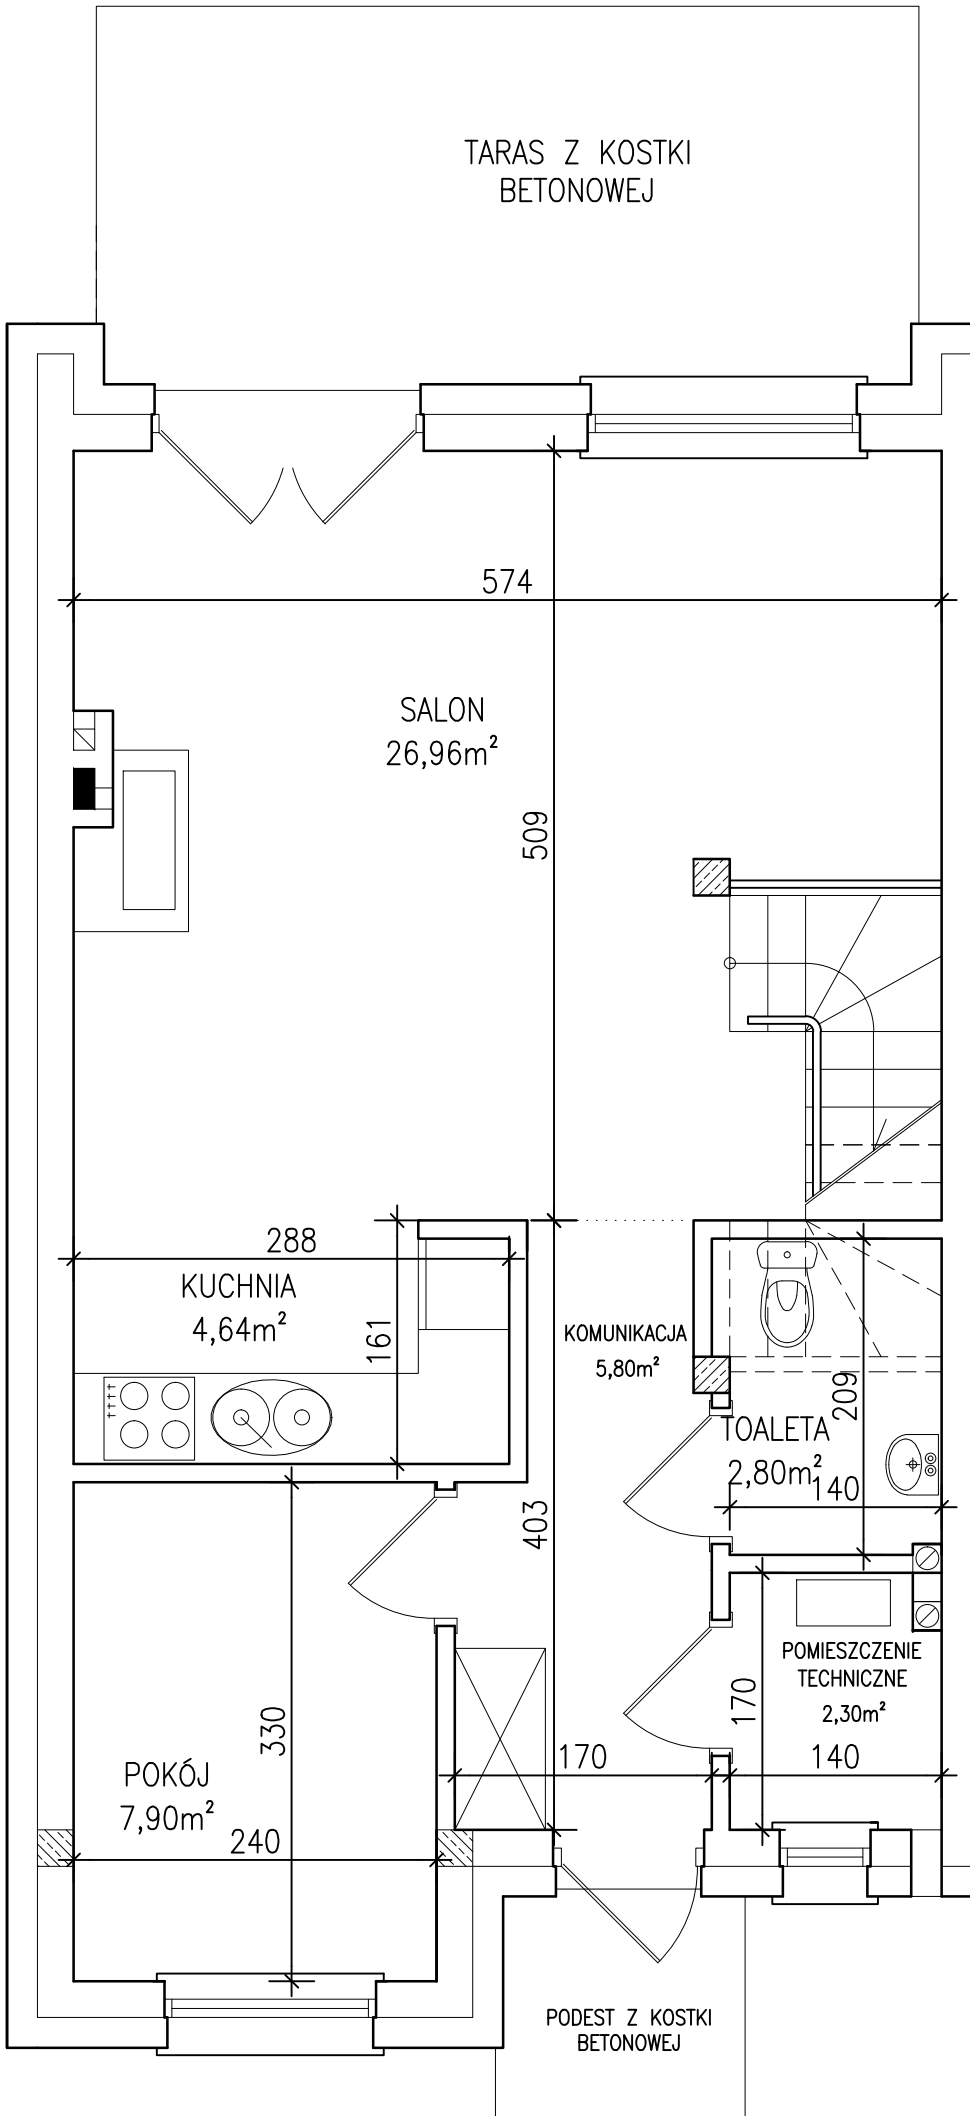 TARAS Z KOSTKI
BETONOWEJ
574
SALON
26,96m²
509
288
KUCHNIA
4,64m²
161
KOMUNIKACJA
5,80m²
209
TOALETA
2,80m²
140
403
POMIESZCZENIE
TECHNICZNE
2,30m²
170
330
170
140
POKÓJ
7,90m²
240
PODEST Z KOSTKI
BETONOWEJ